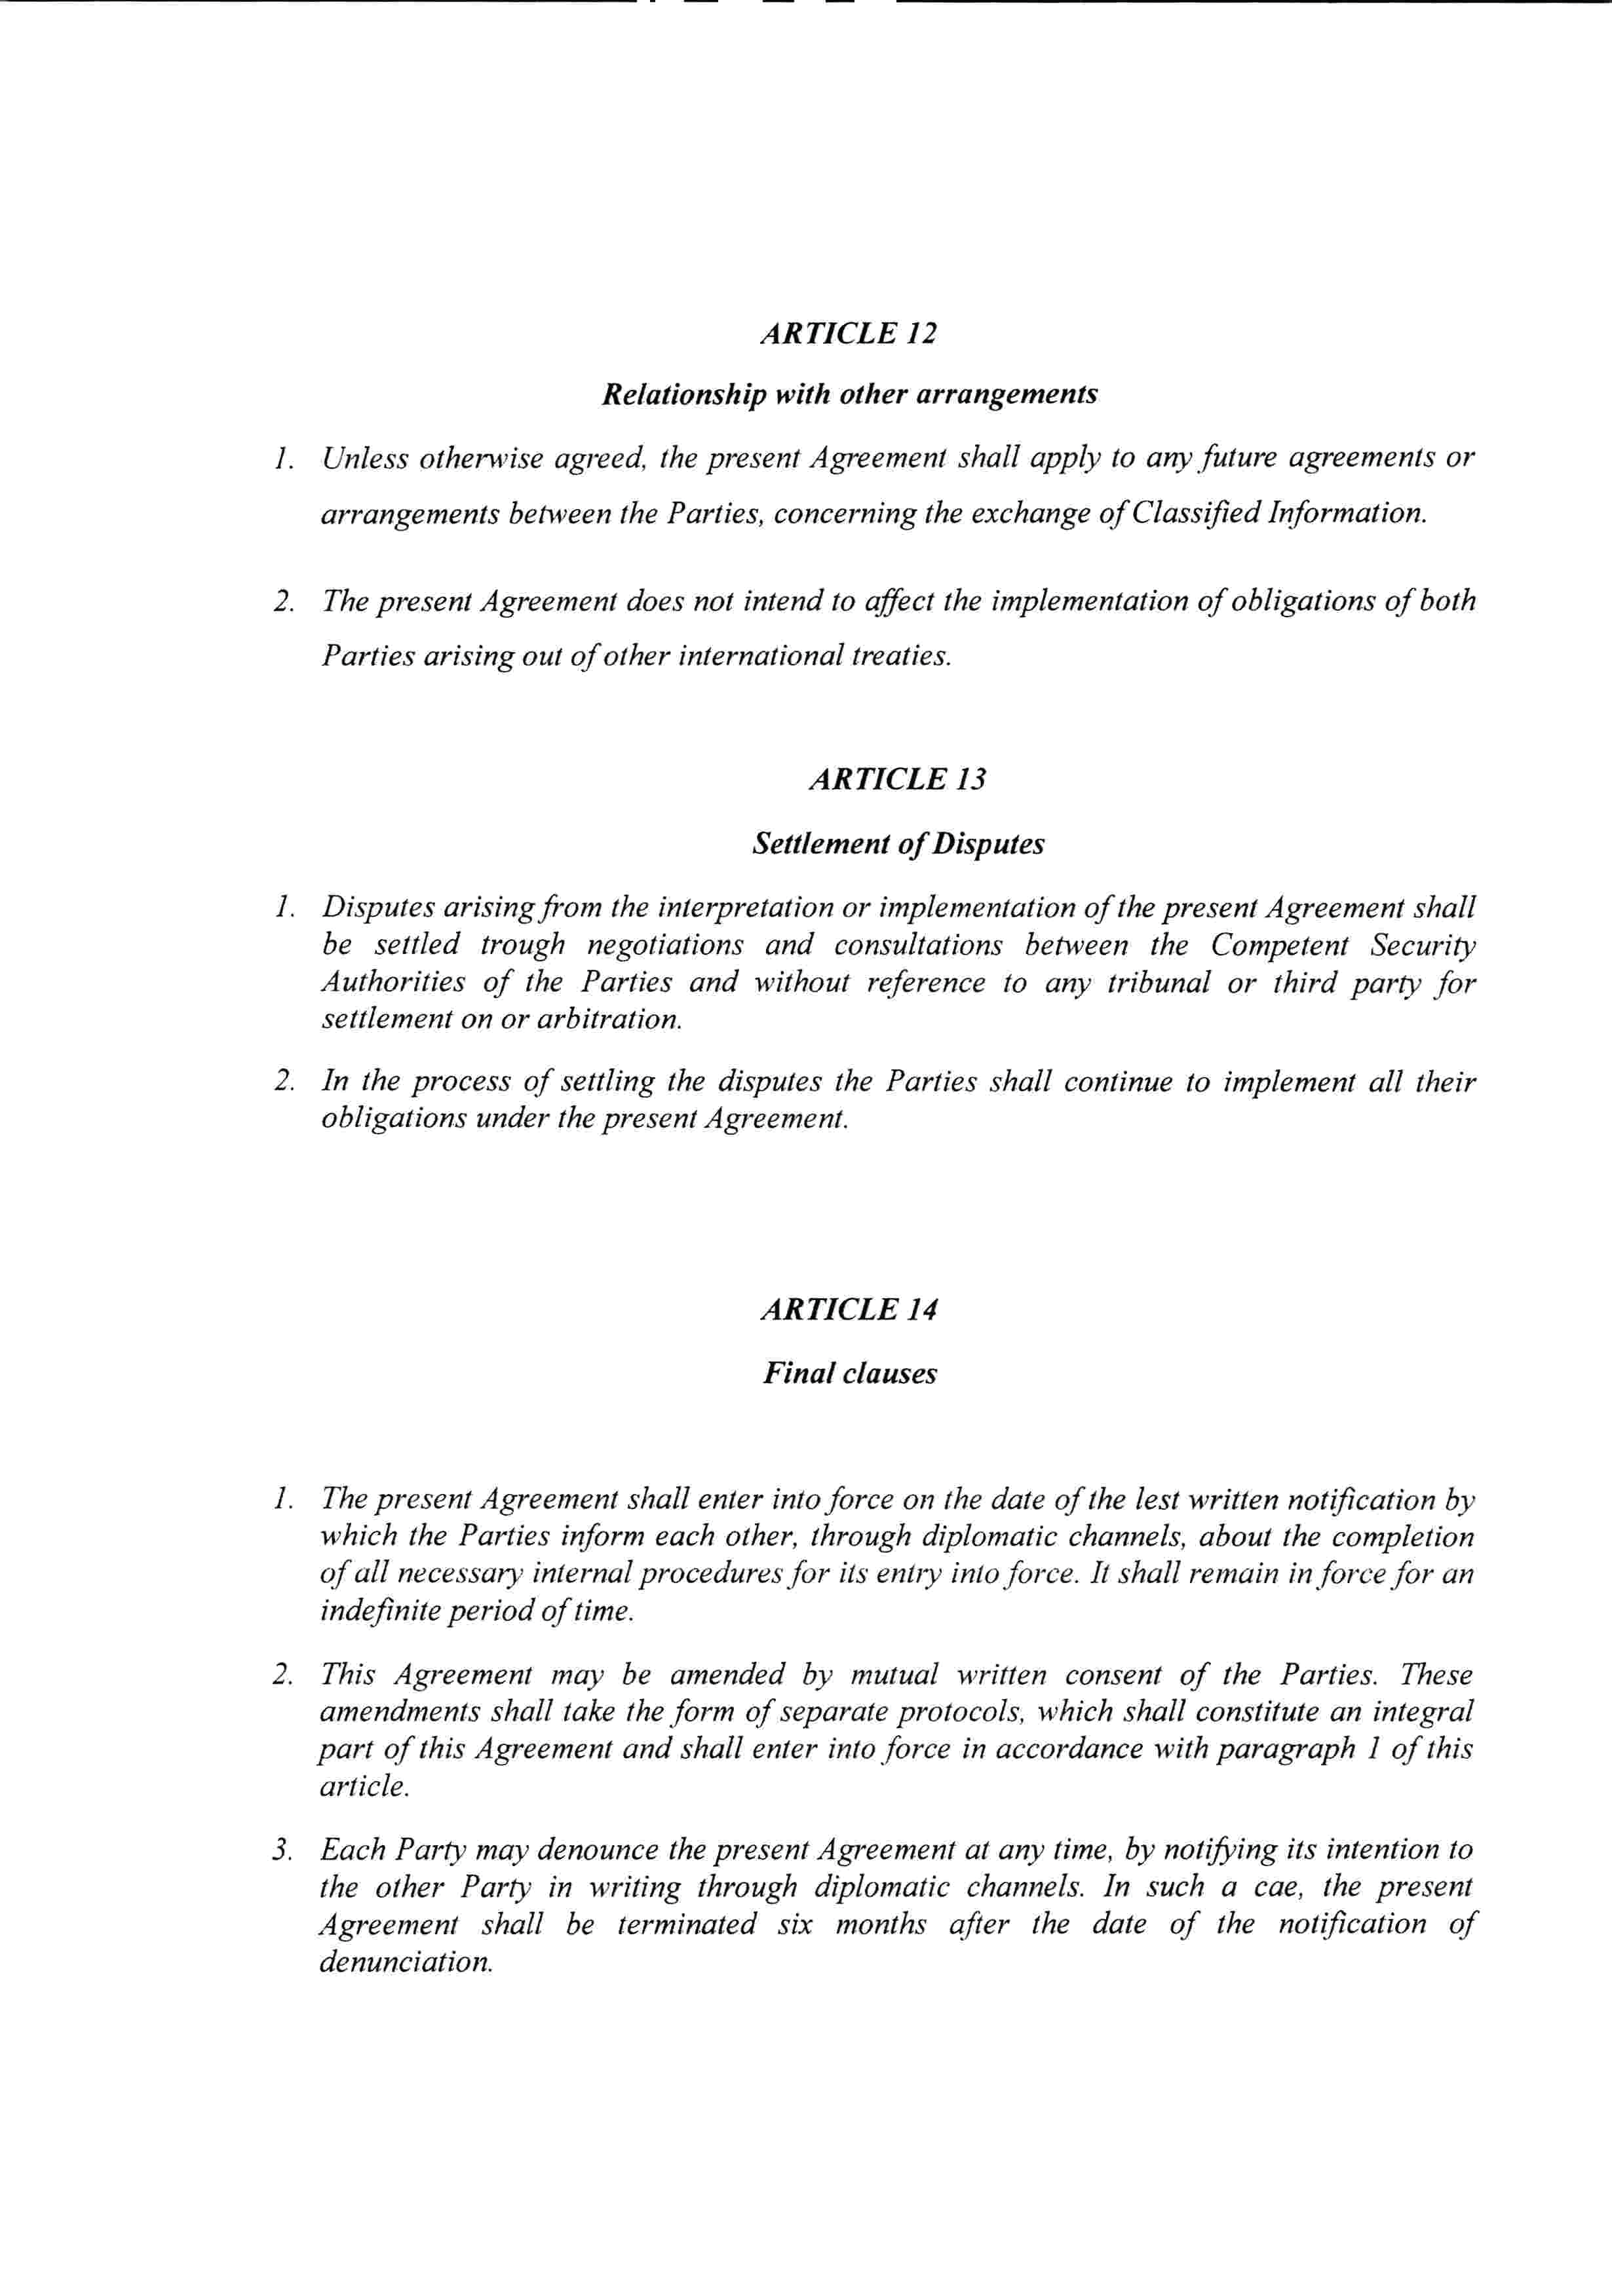 ARTICLE 12
Relationship with other arrangements
1. Unless otherwise agreed, the present Agreement shall apply to any future agreements or
arrangements between the Parties, concerning the exchange of Classified Information.
2. The present Agreement does not intend to affect the implementation of obligations of both
Parties arising out of other international treaties.
ARTICLE 13
Settlement of Disputes
1. Disputes arising from the interpretation or implementation of the present Agreement shall
be settled trough negotiations and consultations between the Competent Security
Authorities of the Parties and without reference to any tribunal or third party for
settlement on or arbitration.
2. In the process of settling the disputes the Parties shall continue to implement all their
obligations under the present Agreement.
ARTICLE 14
Final clauses
1. The present Agreement shall enter into force on the date of the lest written notification by
which the Parties inform each other, through diplomatic channels, about the completion
of all necessary internal procedures for its entry into force. It shall remain in force for an
indefinite period of time.
2. This Agreement may be amended by mutual written consent of the Parties. These
amendments shall take the form of separate protocols, which shall constitute an integral
part of this Agreement and shall enter into force in accordance with paragraph 1 of this
article.
3. Each Party may denounce the present Agreement at any time, by notifying its intention to
the other Party in writing through diplomatic channels. In such a cae, the present
Agreement shall be terminated six months after the date of the notification of
denunciation.